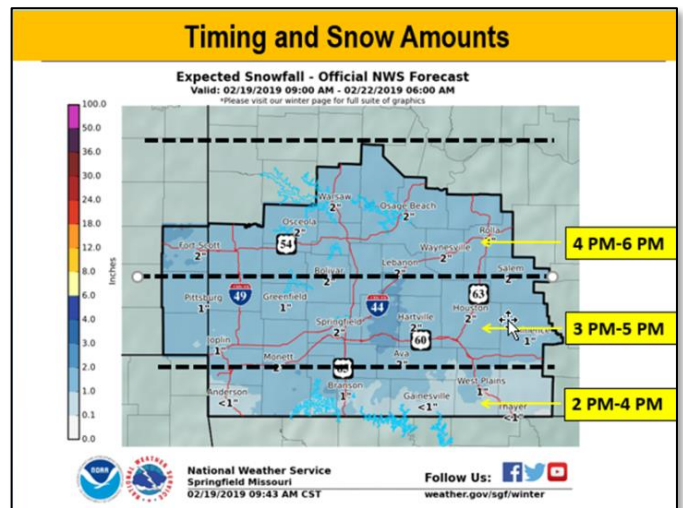 Timing and Snow Amounts
Expected Snowfall - Official NWS Forecast
Valid: 02/19/2019 09:00 AM - 02/22/2019 06:00 AM
*Please visit our winter page for full suite of graphics
100.0
50.0
36.0
30.0
24.0
18.0
12.0
8.0
6.0
4.0
3.0
2.0
1.0
0.1
0.0
Inches
Warsaw
2"
Osage Beach
2"
Osceola
2"
Rolla
54
Fort Scott
2"
Waynesville
2"
4 PM-6 PM
Lebanon
2"
Salem
2"
Bolivar
2"
49
Pittsburg
1"
Greenfield
1"
44
63
Houston
2"
Springfield
2"
Hartville
2"
1"
3 PM-5 PM
Joplin
1"
60
Monett
2"
Ava
2"
Branson
1"
West Plains
1"
Anderson
<1"
Gainesville
<1"
Thayer
<1"
2 PM-4 PM
NOAA
National Weather Service
Springfield Missouri
02/19/2019 09:43 AM CST
Follow Us:
weather.gov/sgf/winter